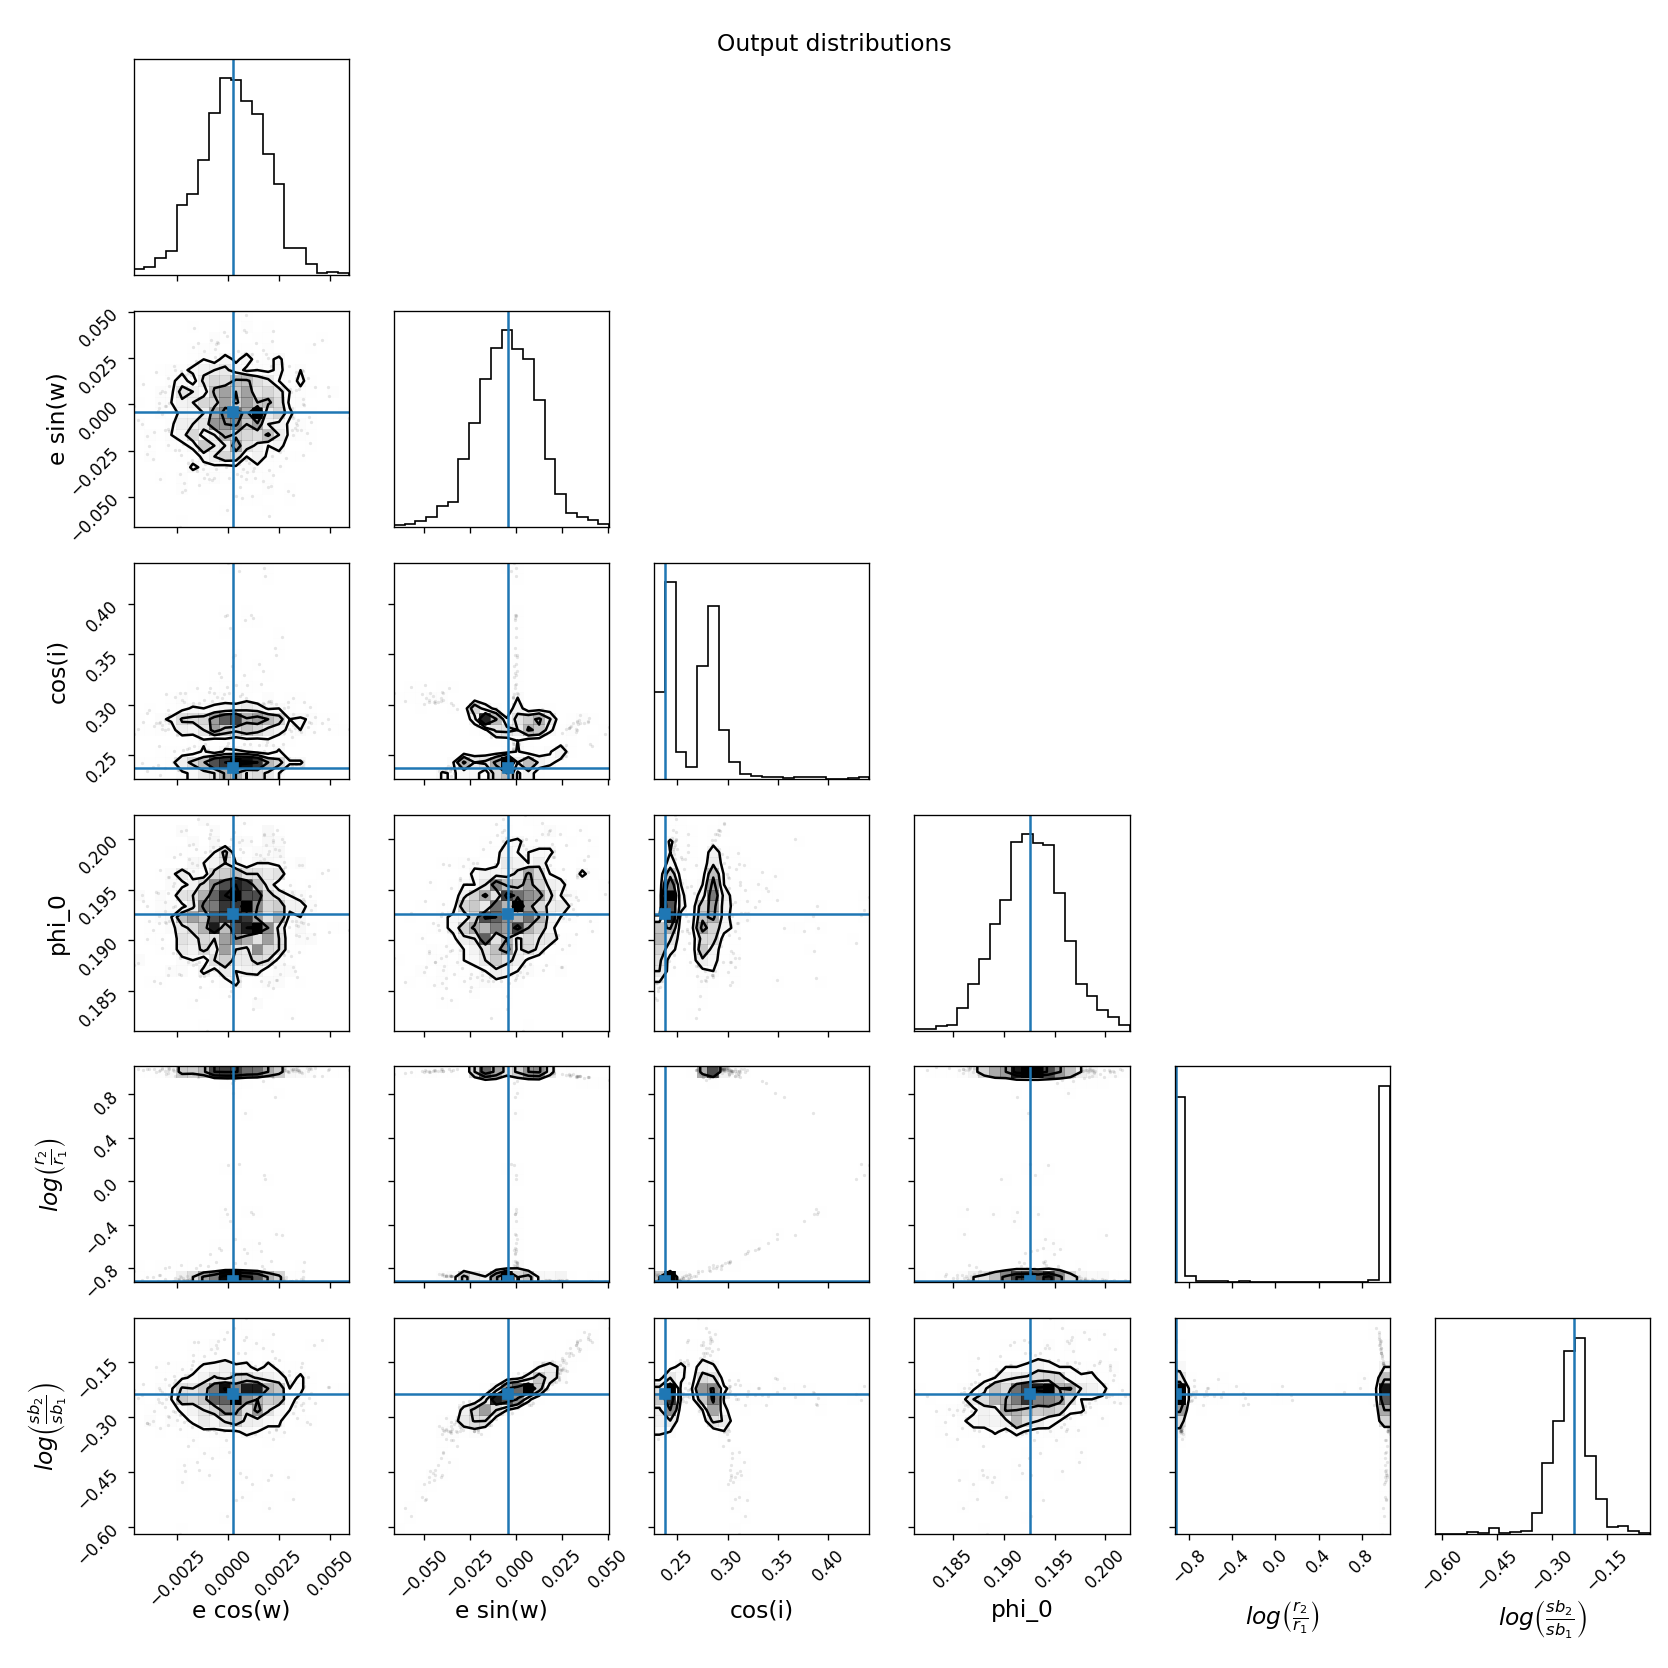 Output distributions
e sin(w)
0.050
0.025
0.000
−0.025
−0.050
cos(i)
0.40
0.35
0.30
0.25
phi_0
0.200
0.195
0.190
0.185
log(r2/r1)
0.8
0.4
0.0
−0.4
−0.8
log(sb2/sb1)
−0.15
−0.30
−0.45
−0.60
−0.0025 0.0000 0.0025 0.0050
−0.050 −0.025 0.000 0.025 0.050
0.25 0.30 0.35 0.40
0.185 0.190 0.195 0.200
−0.8 −0.4 0.0 0.4 0.8
−0.60 −0.45 −0.30 −0.15
e cos(w) e sin(w) cos(i) phi_0 log(r2/r1) log(sb2/sb1)